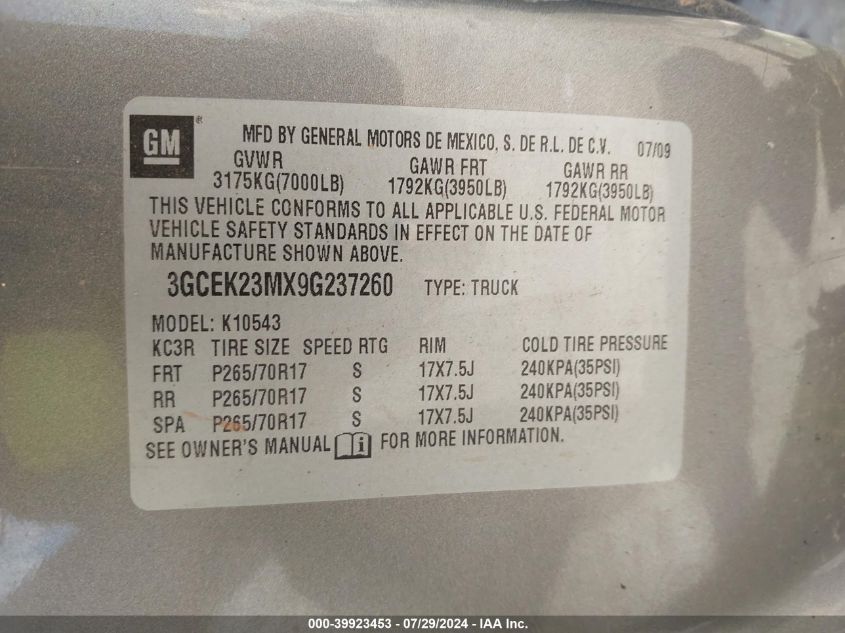 GM ®
MFD BY GENERAL MOTORS DE MEXICO, S. DE R.L. DE C.V. 07/09
GVWR GAWR FRT GAWR RR
3175KG(7000LB) 1792KG(3950LB) 1792KG(3950LB)
THIS VEHICLE CONFORMS TO ALL APPLICABLE U.S. FEDERAL MOTOR
VEHICLE SAFETY STANDARDS IN EFFECT ON THE DATE OF
MANUFACTURE SHOWN ABOVE.
3GCEK23MX9G237260 TYPE: TRUCK
MODEL: K10543
KC3R TIRE SIZE SPEED RTG RIM COLD TIRE PRESSURE
FRT P265/70R17 S 17X7.5J 240KPA(35PSI)
RR P265/70R17 S 17X7.5J 240KPA(35PSI)
SPA P265/70R17 S 17X7.5J 240KPA(35PSI)
SEE OWNER'S MANUAL i FOR MORE INFORMATION.
000-39923453 - 07/29/2024 - IAA Inc.